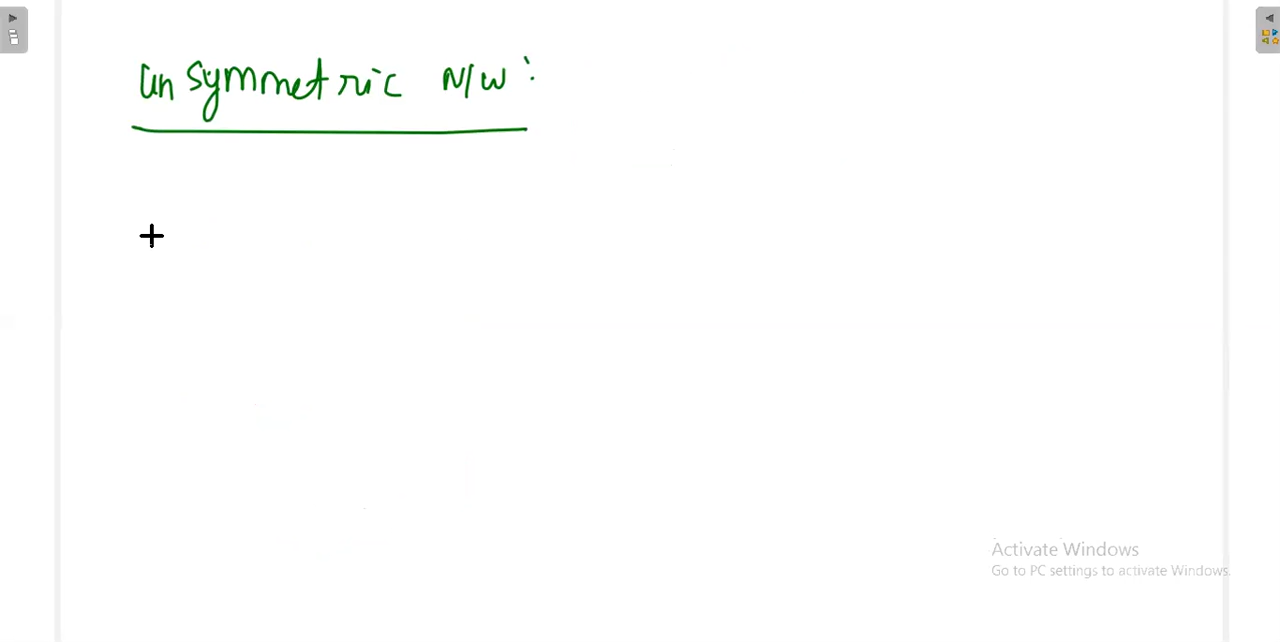 Unsymmetric N/W:
Activate Windows
Go to PC settings to activate Windows.